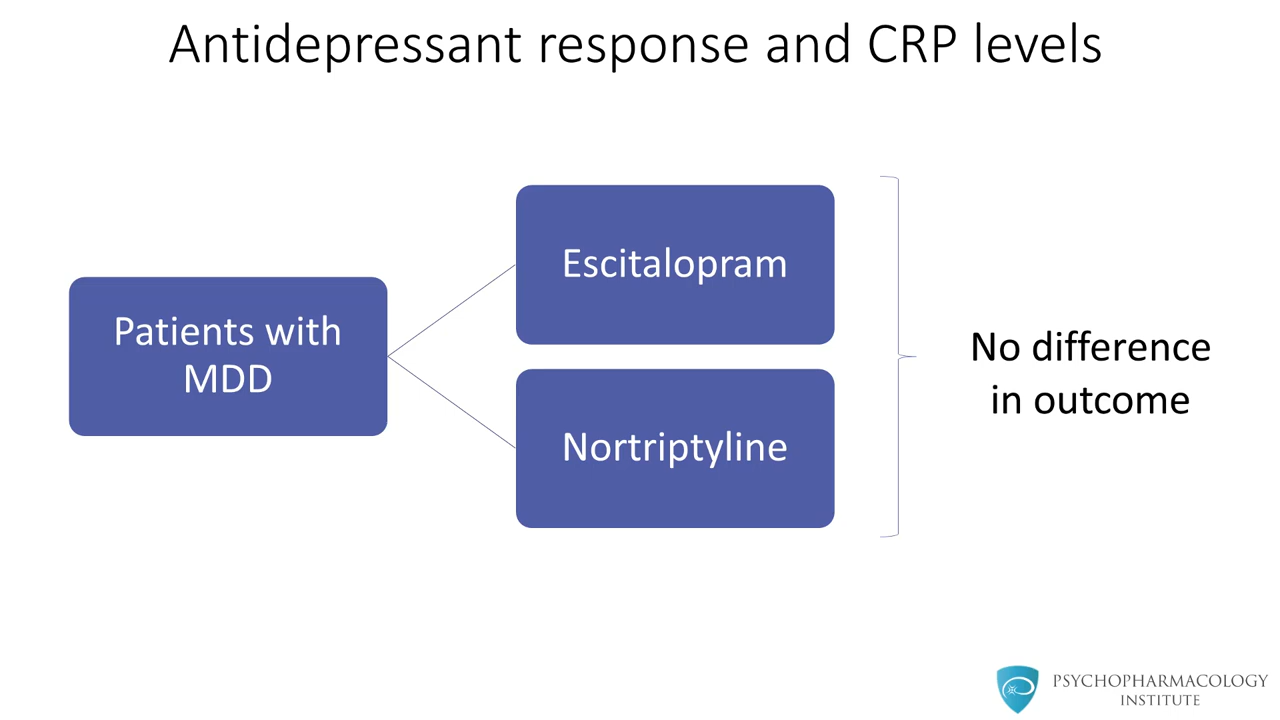 Antidepressant response and CRP levels
Patients with
MDD
Escitalopram
Nortriptyline
No difference
in outcome
PSYCHOPHARMACOLOGY
INSTITUTE